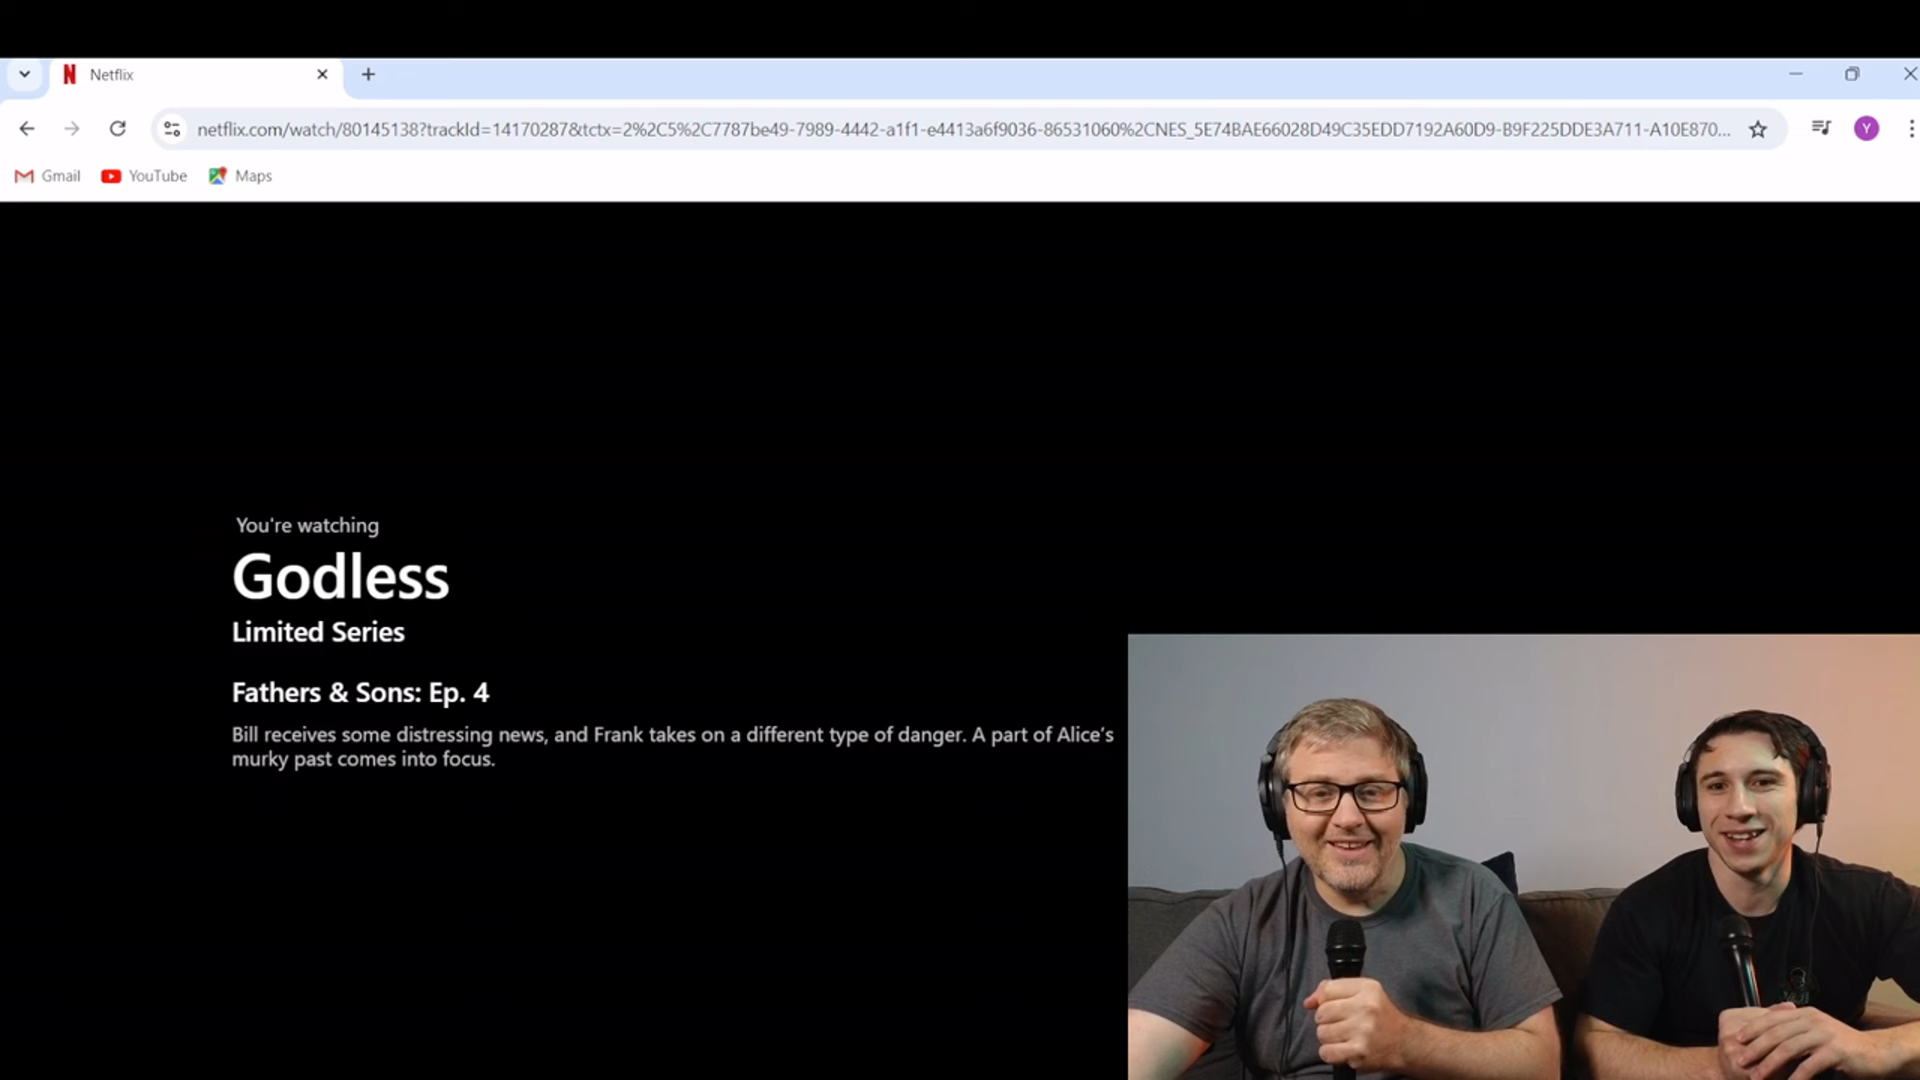 Netflix
netflix.com/watch/80145138?trackId=14170287&tctx=2%2C5%2C7787be49-7989-4442-a1f1-e4413a6f9036-86531060%2CNES_5E74BAE66028D49C35EDD7192A60D9-B9F225DDE3A711-A10E870...
Y
Gmail YouTube Maps
You're watching
Godless
Limited Series
Fathers & Sons: Ep. 4
Bill receives some distressing news, and Frank takes on a different type of danger. A part of Alice's
murky past comes into focus.